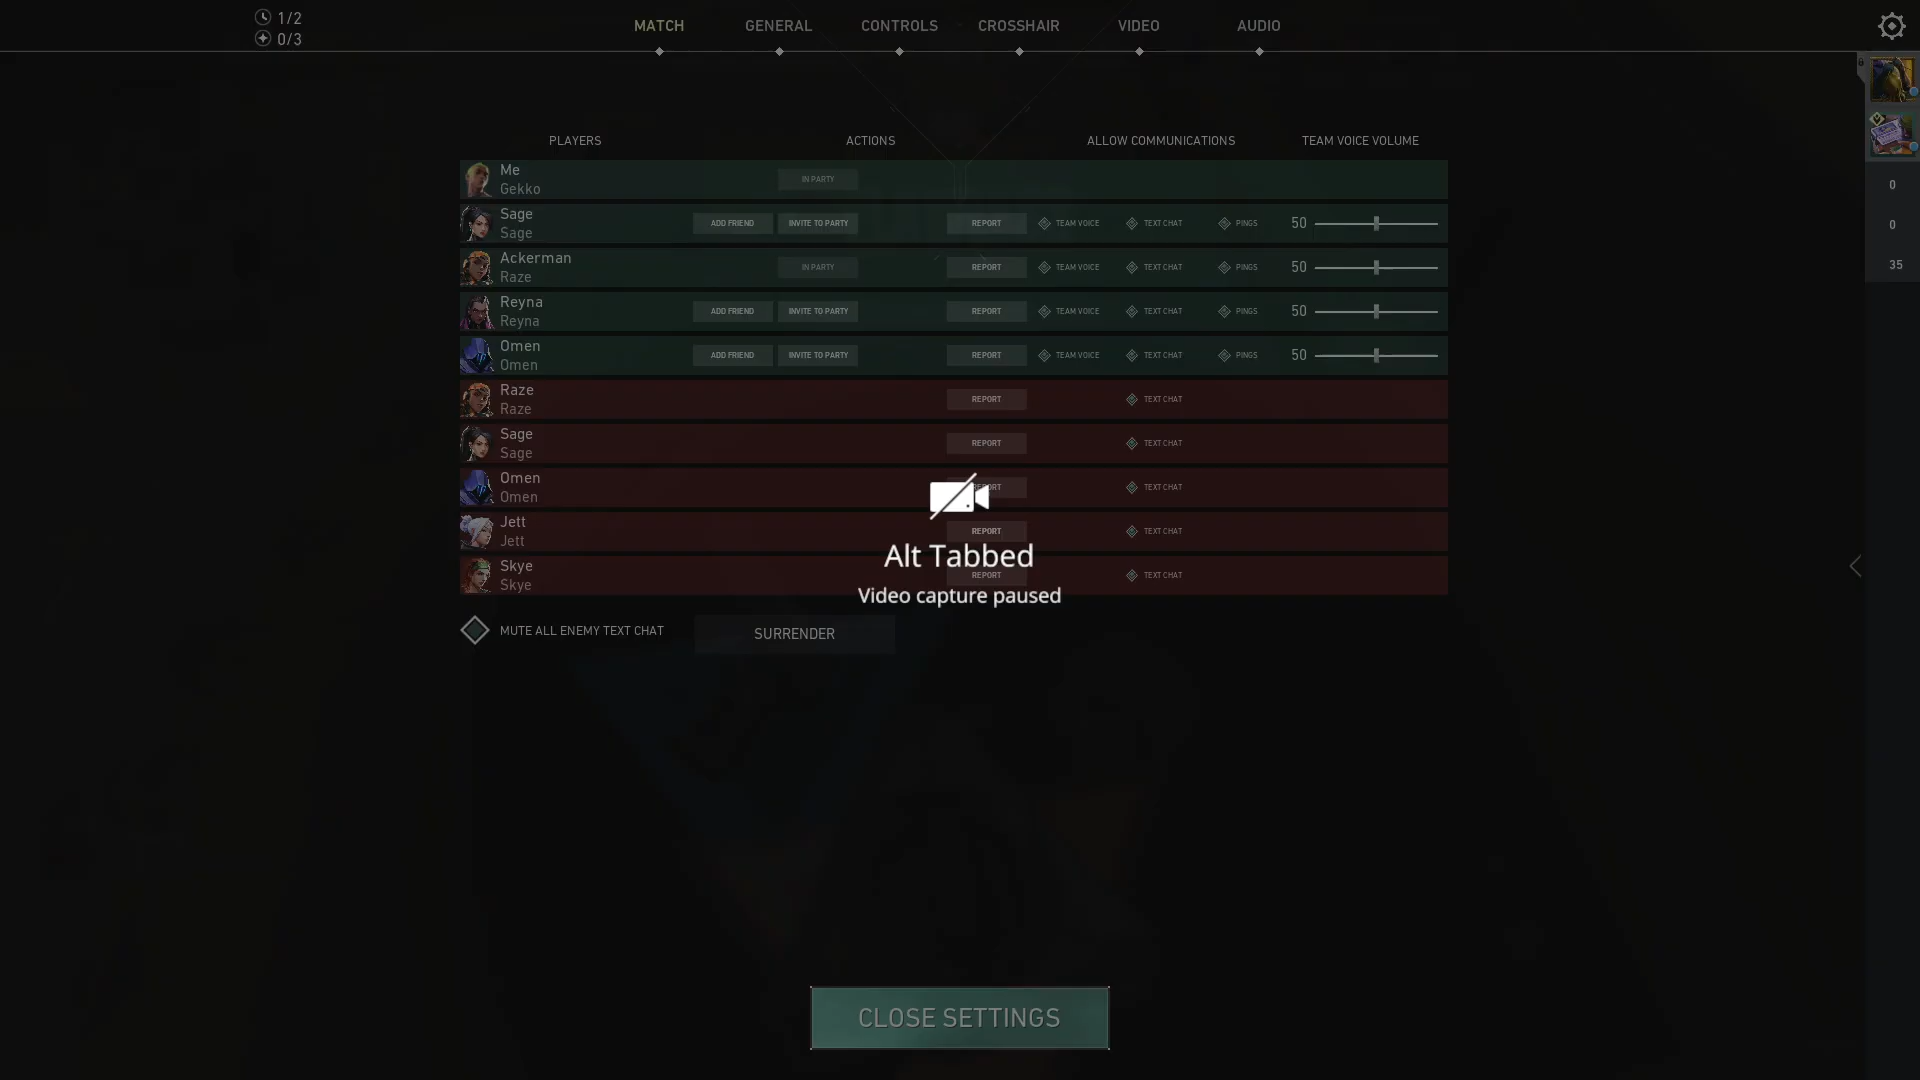 1/2
0/3
MATCH GENERAL CONTROLS CROSSHAIR VIDEO AUDIO
PLAYERS ACTIONS ALLOW COMMUNICATIONS TEAM VOICE VOLUME
Me
Gekko
IN PARTY
Sage
Sage
ADD FRIEND INVITE TO PARTY REPORT TEAM VOICE TEXT CHAT PINGS 50
Ackerman
Raze
IN PARTY REPORT TEAM VOICE TEXT CHAT PINGS 50
Reyna
Reyna
ADD FRIEND INVITE TO PARTY REPORT TEAM VOICE TEXT CHAT PINGS 50
Omen
Omen
ADD FRIEND INVITE TO PARTY REPORT TEAM VOICE TEXT CHAT PINGS 50
Raze
Raze
REPORT TEXT CHAT
Sage
Sage
REPORT TEXT CHAT
Omen
Omen
REPORT TEXT CHAT
Jett
Jett
REPORT TEXT CHAT
Skye
Skye
REPORT TEXT CHAT
Alt Tabbed
Video capture paused
MUTE ALL ENEMY TEXT CHAT SURRENDER
CLOSE SETTINGS
0
0
35